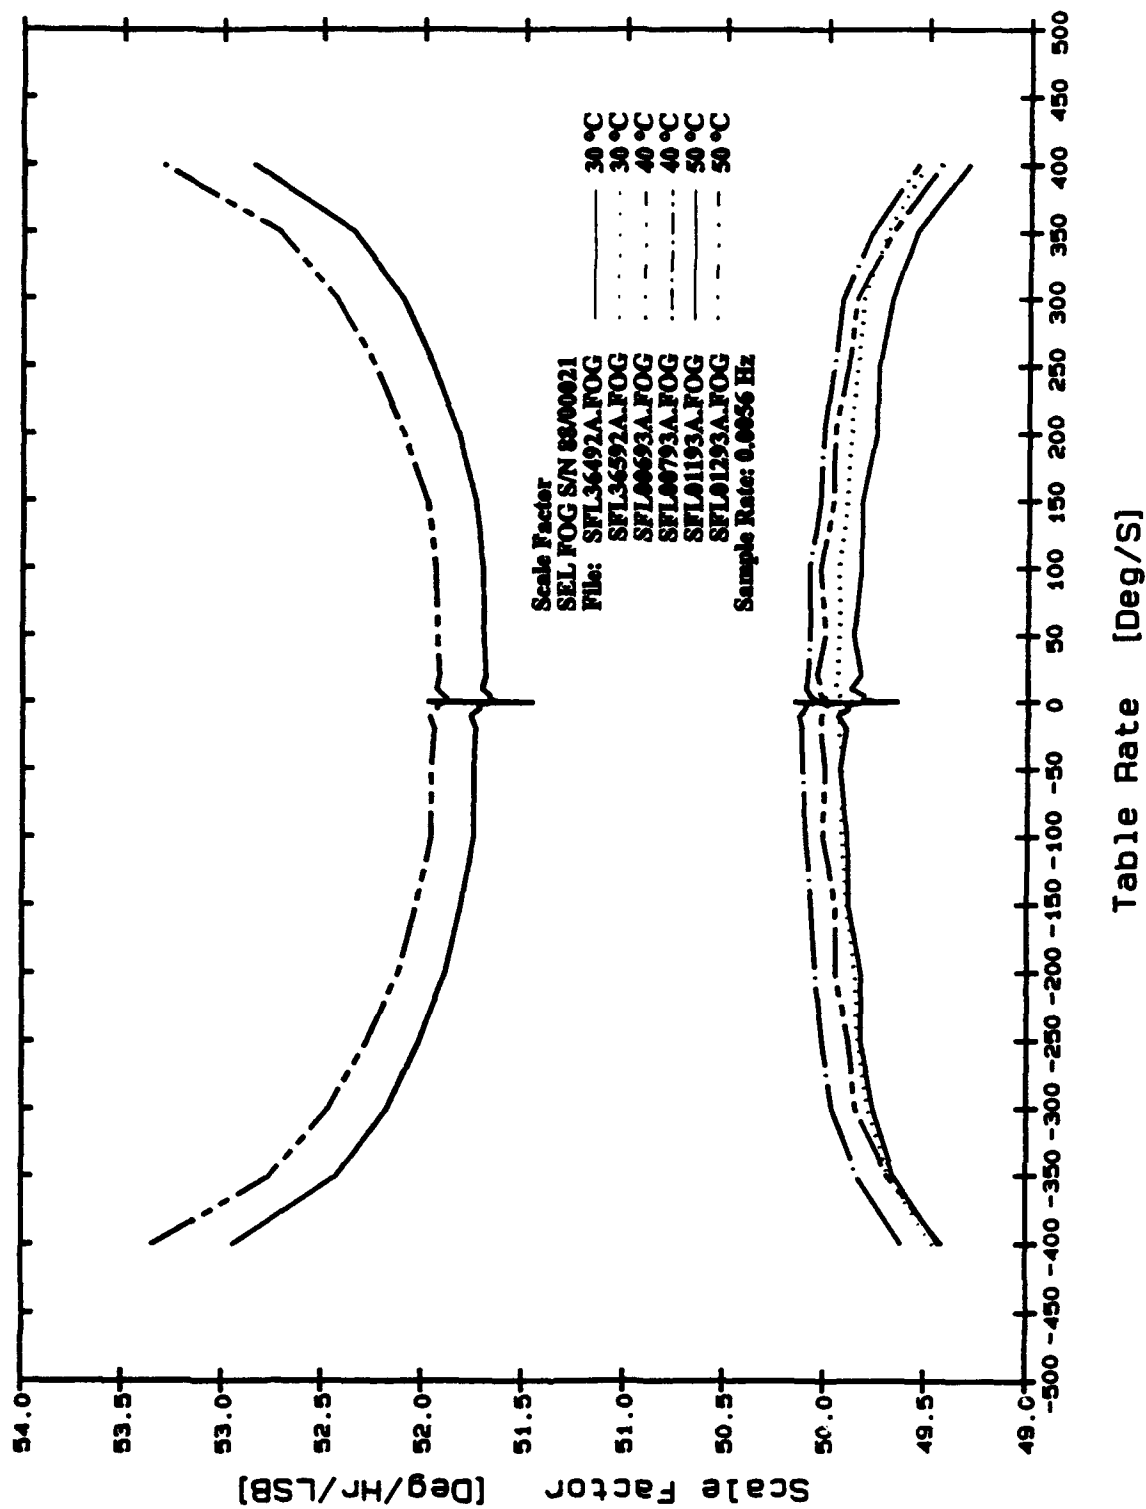 Scale Factor [Deg/Hr/LSB]
54.0
53.5
53.0
52.5
52.0
51.5
51.0
50.5
50.0
49.5
49.0
Scale Factor
SEL FOG S/N 88/00021
File: SFL36492A.FOG 30 °C
SFL36592A.FOG 30 °C
SFL00693A.FOG 40 °C
SFL00793A.FOG 40 °C
SFL01193A.FOG 50 °C
SFL01293A.FOG 50 °C
Sample Rate: 0.0056 Hz
-500 -450 -400 -350 -300 -250 -200 -150 -100 -50 0 50 100 150 200 250 300 350 400 450 500
Table Rate [Deg/S]